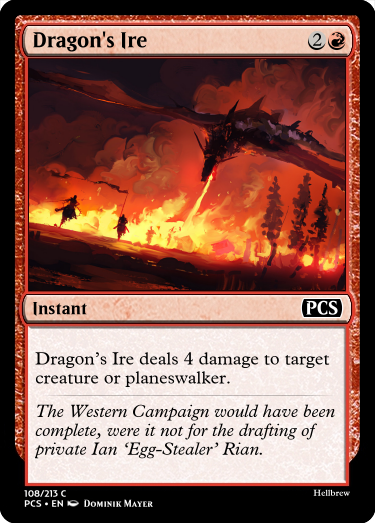 Dragon's Ire 2
Instant PCS
Dragon's Ire deals 4 damage to target
creature or planeswalker.
The Western Campaign would have been
complete, were it not for the drafting of
private Ian ‘Egg-Stealer’ Rian.
108/213 C Hellbrew
PCS • EN Dominik Mayer